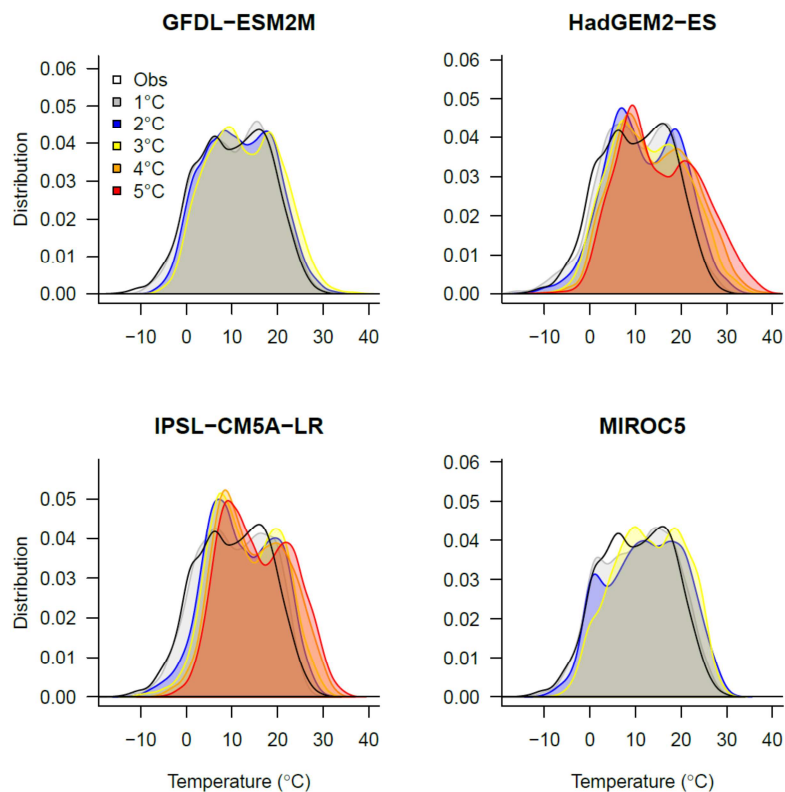 GFDL−ESM2M
HadGEM2−ES
Distribution
0.06
0.05
0.04
0.03
0.02
0.01
0.00
Obs
1°C
2°C
3°C
4°C
5°C
−10 0 10 20 30 40
0.06
0.05
0.04
0.03
0.02
0.01
0.00
−10 0 10 20 30 40
IPSL−CM5A−LR
MIROC5
Distribution
0.05
0.04
0.03
0.02
0.01
0.00
−10 0 10 20 30 40
Temperature (°C)
0.06
0.05
0.04
0.03
0.02
0.01
0.00
−10 0 10 20 30 40
Temperature (°C)